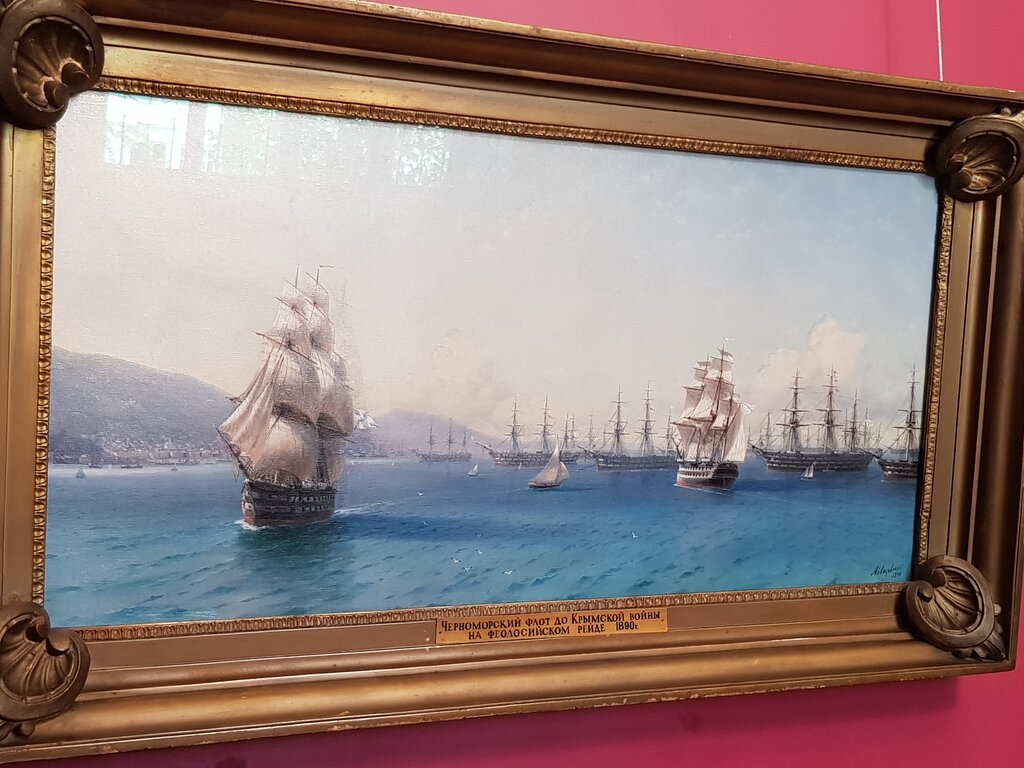 Черноморский флот до Крымской войны
на феодосийском рейде 1890г.